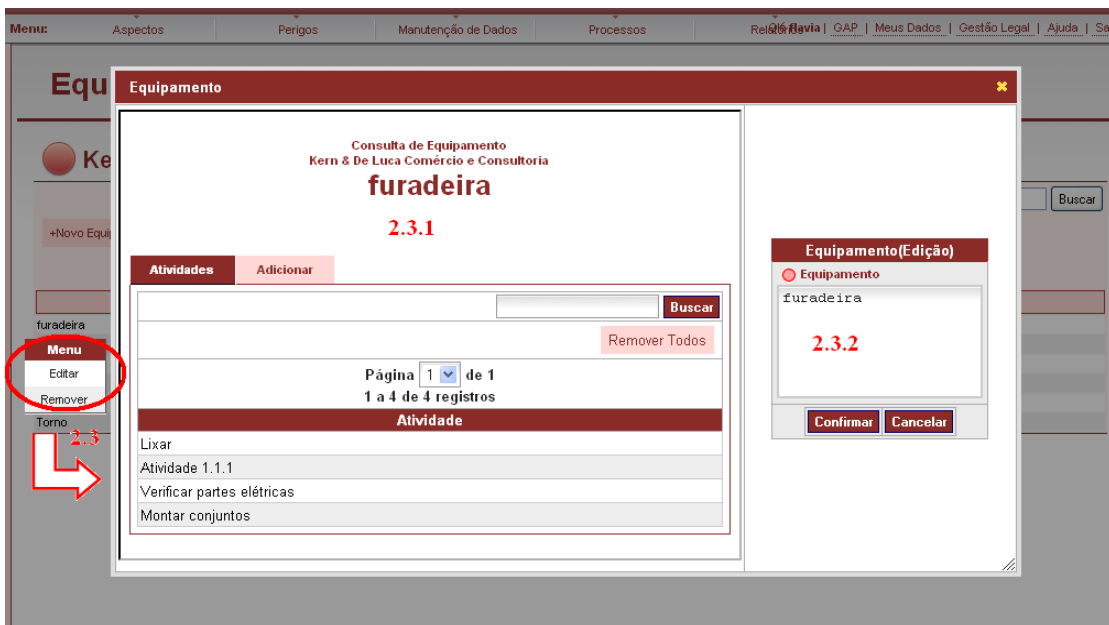 Menu: Aspectos Perigos Manutenção de Dados Processos flavia | GAP | Meus Dados | Gestão Legal | Ajuda | Sa
Equ
Equipamento
Ke
Buscar
+Novo Equi
furadeira
Menu
Editar
Remover
Torno
2.3
Consulta de Equipamento
Kern & De Luca Comércio e Consultoria
furadeira
2.3.1
Atividades Adicionar
Buscar
Remover Todos
Página 1 de 1
1 a 4 de 4 registros
Atividade
Lixar
Atividade 1.1.1
Verificar partes elétricas
Montar conjuntos
Equipamento(Edição)
Equipamento
furadeira
2.3.2
Confirmar Cancelar